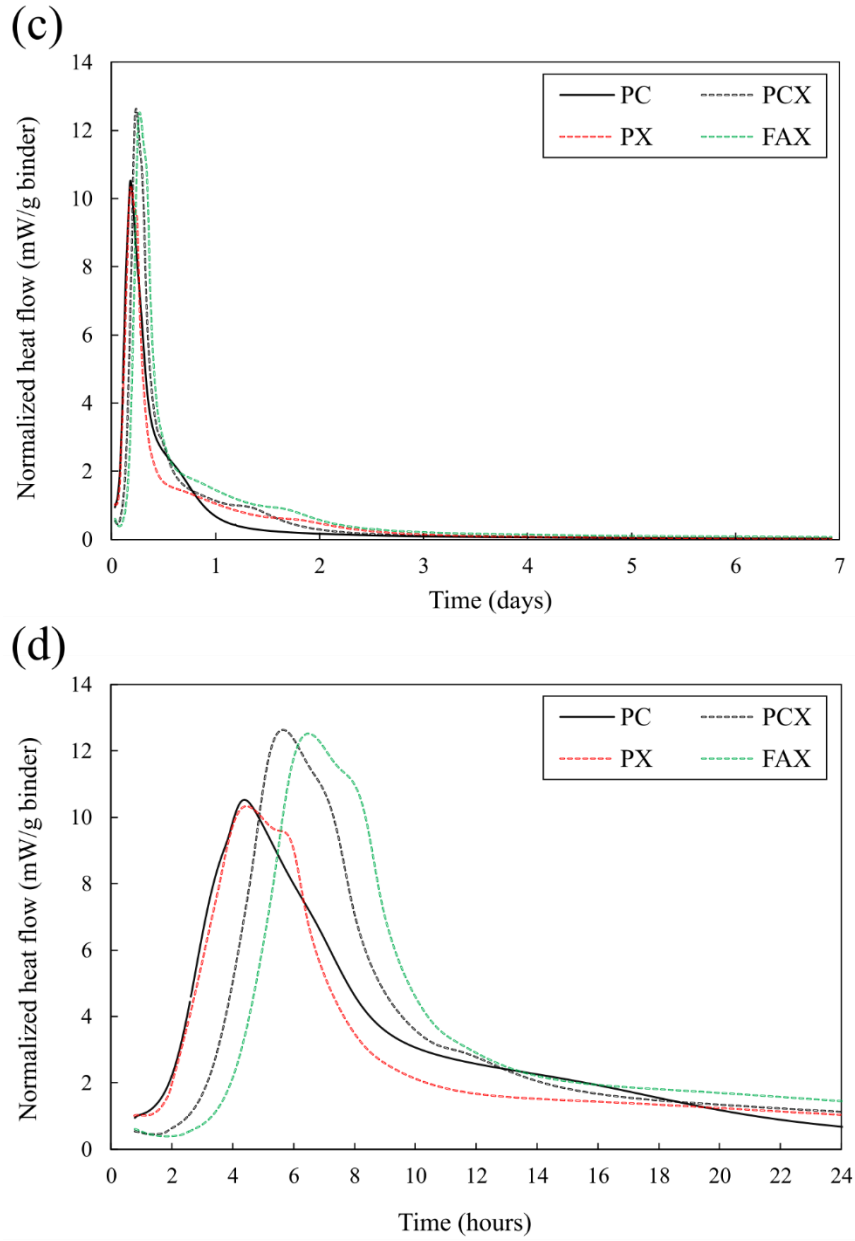 (c)
Normalized heat flow (mW/g binder)
14
12
10
8
6
4
2
0
PC
PCX
PX
FAX
0 1 2 3 4 5 6 7
Time (days)
(d)
Normalized heat flow (mW/g binder)
14
12
10
8
6
4
2
0
PC
PCX
PX
FAX
0 2 4 6 8 10 12 14 16 18 20 22 24
Time (hours)